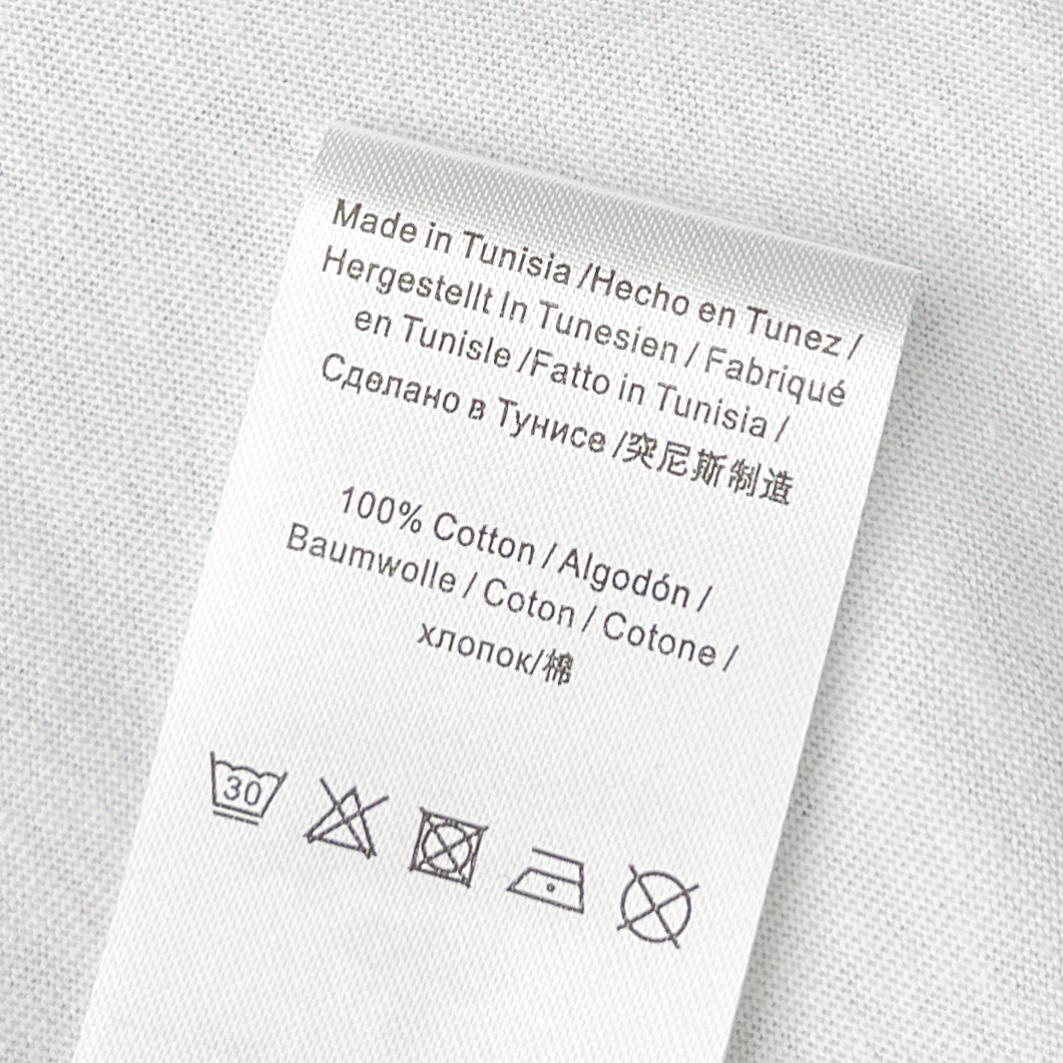 Made in Tunisia /Hecho en Tunez /
Hergestellt In Tunesien / Fabriqué
en Tunisle /Fatto in Tunisia /
Сделано в Тунисе /突尼斯制造
100% Cotton / Algodón /
Baumwolle / Coton / Cotone /
хлопок/棉
30